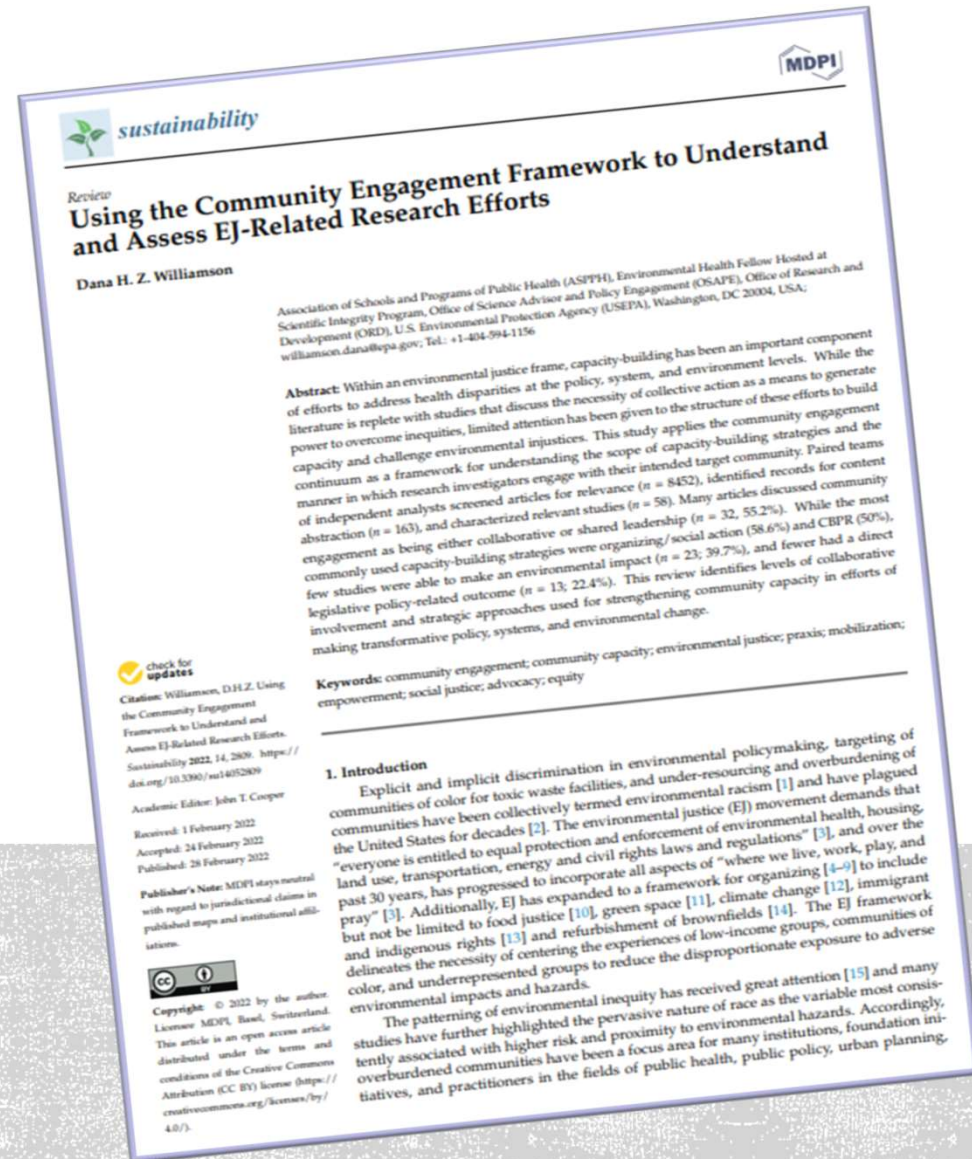 MDPI
sustainability
Review
Using the Community Engagement Framework to Understand
and Assess EJ-Related Research Efforts
Dana H. Z. Williamson
Association of Schools and Programs of Public Health (ASPPH), Environmental Health Fellow Hosted at
Scientific Integrity Program, Office of Science Advisor and Policy Engagement (OSAPE), Office of Research and
Development (ORD), U.S. Environmental Protection Agency (USEPA), Washington, DC 20004, USA;
williamson.dana@epa.gov; Tel.: +1-404-594-1156
Abstract: Within an environmental justice frame, capacity-building has been an important component
of efforts to address health disparities at the policy, system, and environment levels. While the
literature is replete with studies that discuss the necessity of collective action as a means to generate
power to overcome inequities, limited attention has been given to the structure of these efforts to build
capacity and challenge environmental injustices. This study applies the community engagement
continuum as a framework for understanding the scope of capacity-building strategies and the
manner in which research investigators engage with their intended target community. Paired teams
of independent analysts screened articles for relevance (n = 8452), identified records for content
abstraction (n = 163), and characterized relevant studies (n = 58). Many articles discussed community
engagement as being either collaborative or shared leadership (n = 32, 55.2%). While the most
commonly used capacity-building strategies were organizing/social action (58.6%) and CBPR (50%),
few studies were able to make an environmental impact (n = 23; 39.7%), and fewer had a direct
legislative policy-related outcome (n = 13; 22.4%). This review identifies levels of collaborative
involvement and strategic approaches used for strengthening community capacity in efforts of
making transformative policy, systems, and environmental change.
Keywords: community engagement; community capacity; environmental justice; praxis; mobilization;
empowerment; social justice; advocacy; equity
check for
updates
Citation: Williamson, D.H.Z. Using
the Community Engagement
Framework to Understand and
Assess EJ-Related Research Efforts.
Sustainability 2022, 14, 2809. https://
doi.org/10.3390/su14052809
Academic Editor: John T. Cooper
Received: 1 February 2022
Accepted: 24 February 2022
Published: 28 February 2022
Publisher's Note: MDPI stays neutral
with regard to jurisdictional claims in
published maps and institutional affil-
iations.
cc
BY
Copyright: © 2022 by the author.
Licensee MDPI, Basel, Switzerland.
This article is an open access article
distributed under the terms and
conditions of the Creative Commons
Attribution (CC BY) license (https://
creativecommons.org/licenses/by/
4.0/).
1. Introduction
Explicit and implicit discrimination in environmental policymaking, targeting of
communities of color for toxic waste facilities, and under-resourcing and overburdening of
communities have been collectively termed environmental racism [1] and have plagued
the United States for decades [2]. The environmental justice (EJ) movement demands that
"everyone is entitled to equal protection and enforcement of environmental health, housing,
land use, transportation, energy and civil rights laws and regulations" [3], and over the
past 30 years, has progressed to incorporate all aspects of "where we live, work, play, and
pray" [3]. Additionally, EJ has expanded to a framework for organizing [4–9] to include
but not be limited to food justice [10], green space [11], climate change [12], immigrant
and indigenous rights [13] and refurbishment of brownfields [14]. The EJ framework
delineates the necessity of centering the experiences of low-income groups, communities of
color, and underrepresented groups to reduce the disproportionate exposure to adverse
environmental impacts and hazards.
The patterning of environmental inequity has received great attention [15] and many
studies have further highlighted the pervasive nature of race as the variable most consis-
tently associated with higher risk and proximity to environmental hazards. Accordingly,
overburdened communities have been a focus area for many institutions, foundation ini-
tiatives, and practitioners in the fields of public health, public policy, urban planning,